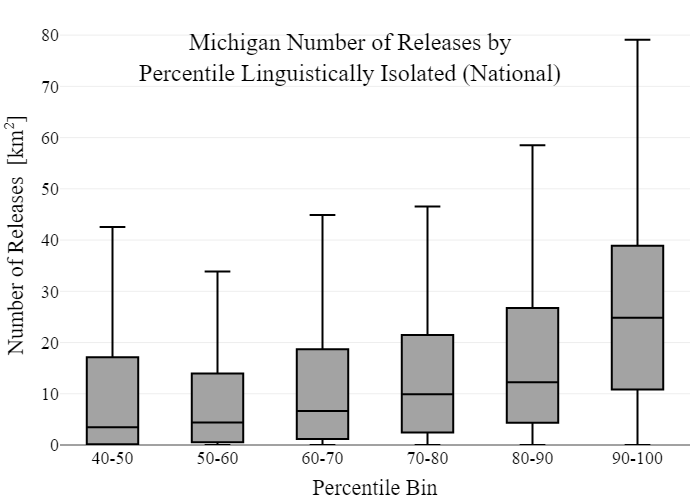 Michigan Number of Releases by
Percentile Linguistically Isolated (National)
Number of Releases [km²]
80
70
60
50
40
30
20
10
0
40-50 50-60 60-70 70-80 80-90 90-100
Percentile Bin